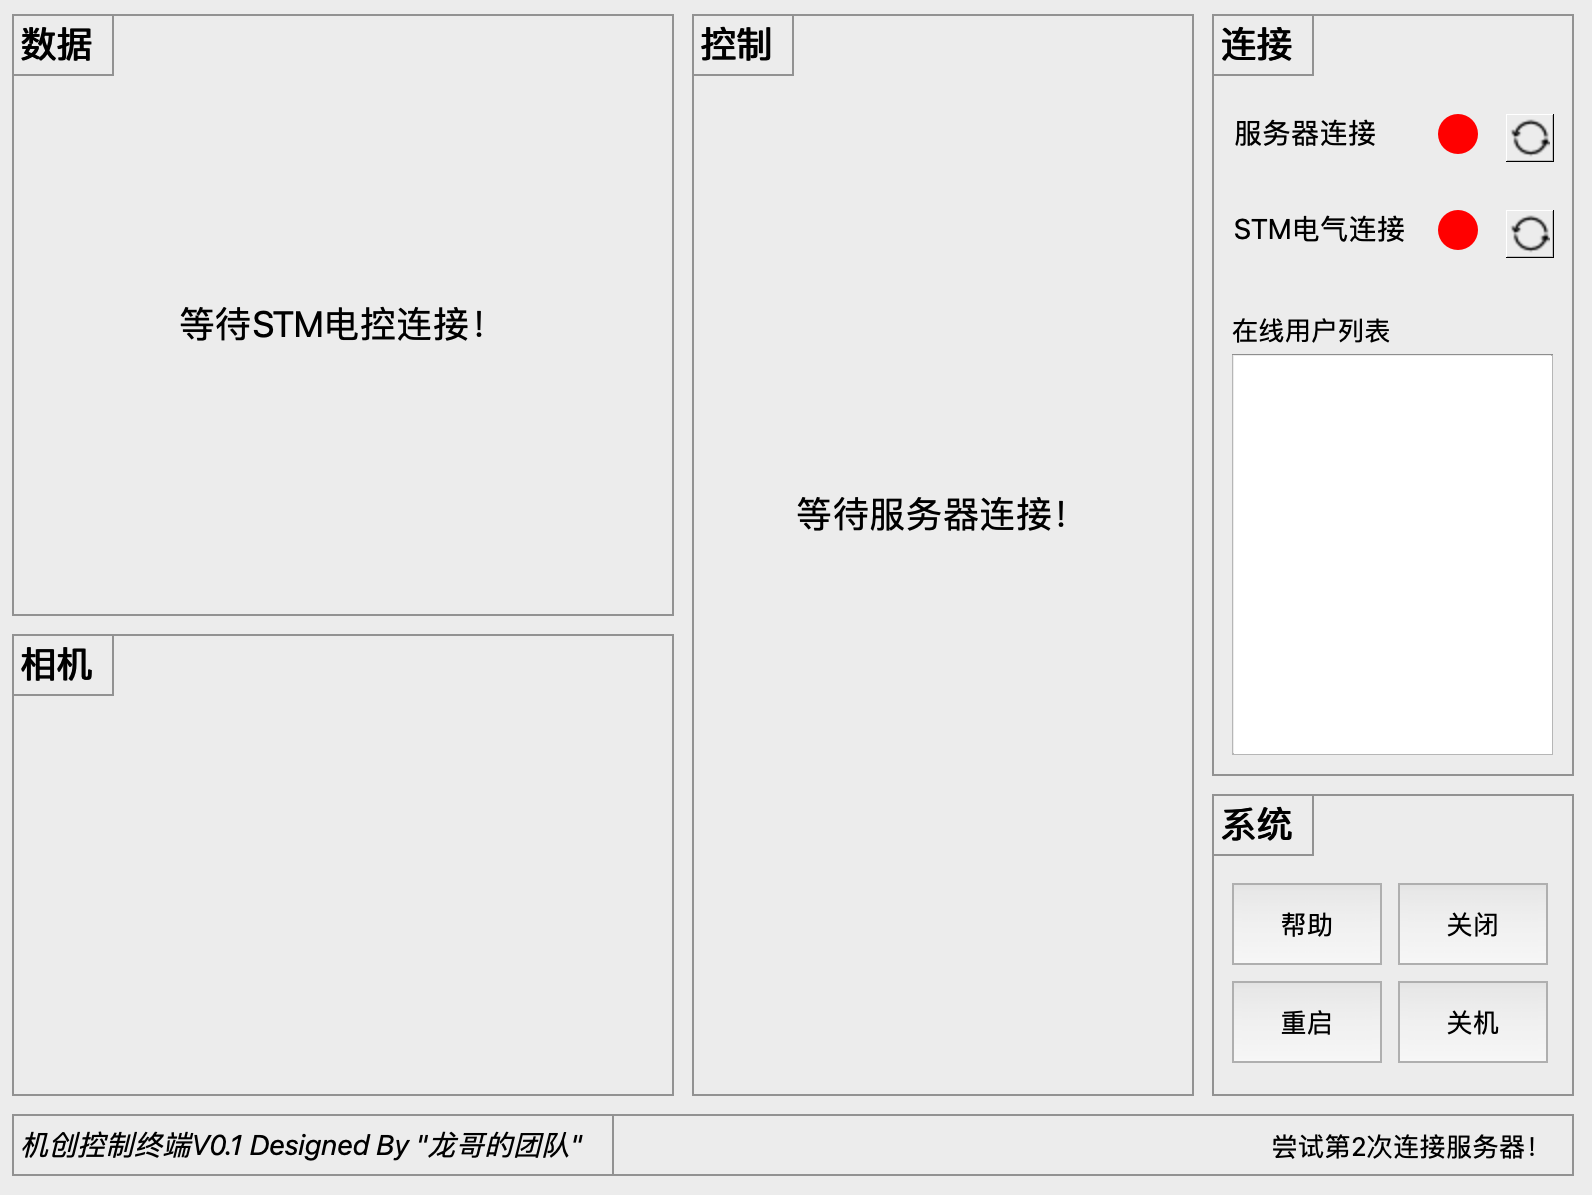 数据
等待STM电控连接！
相机
控制
等待服务器连接！
连接
服务器连接
STM电气连接
在线用户列表
系统
帮助
关闭
重启
关机
机创控制终端V0.1 Designed By "龙哥的团队"
尝试第2次连接服务器！